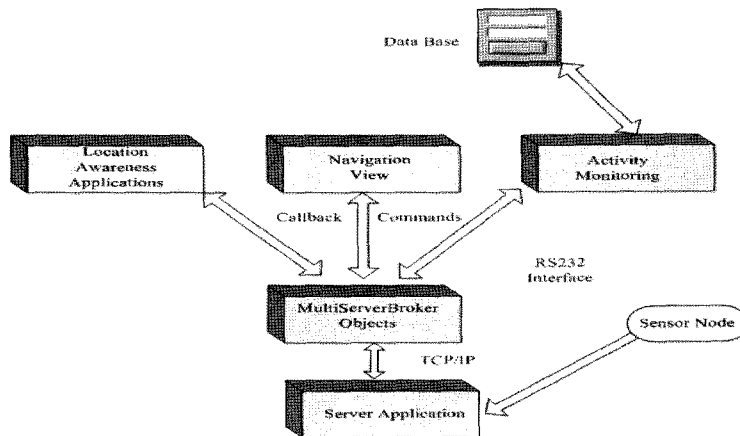 Data Base
Location
Awareness
Applications
Navigation
View
Activity
Monitoring
Callback
Commands
RS232
Interface
MultiServerBroker
Objects
Sensor Node
TCP/IP
Server Application